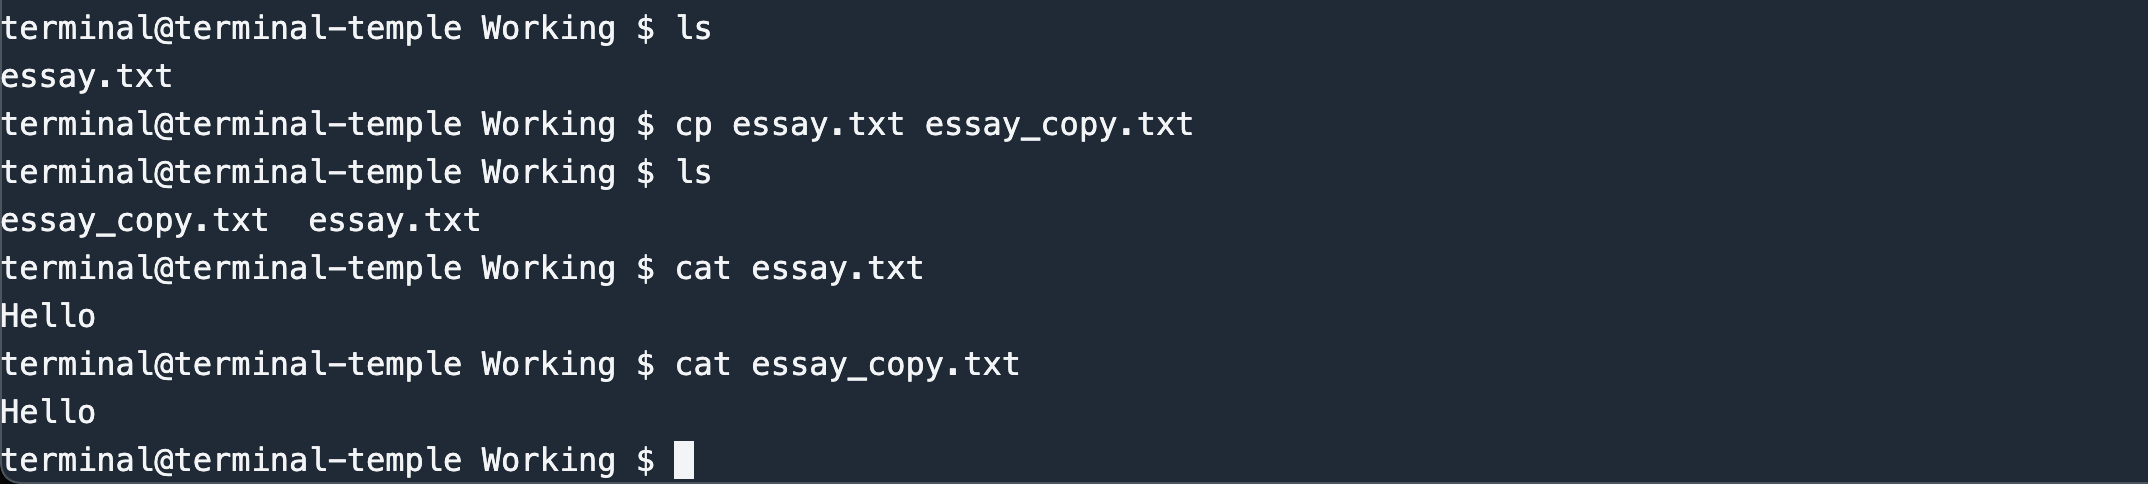 terminal@terminal-temple Working $ ls
essay.txt
terminal@terminal-temple Working $ cp essay.txt essay_copy.txt
terminal@terminal-temple Working $ ls
essay_copy.txt  essay.txt
terminal@terminal-temple Working $ cat essay.txt
Hello
terminal@terminal-temple Working $ cat essay_copy.txt
Hello
terminal@terminal-temple Working $